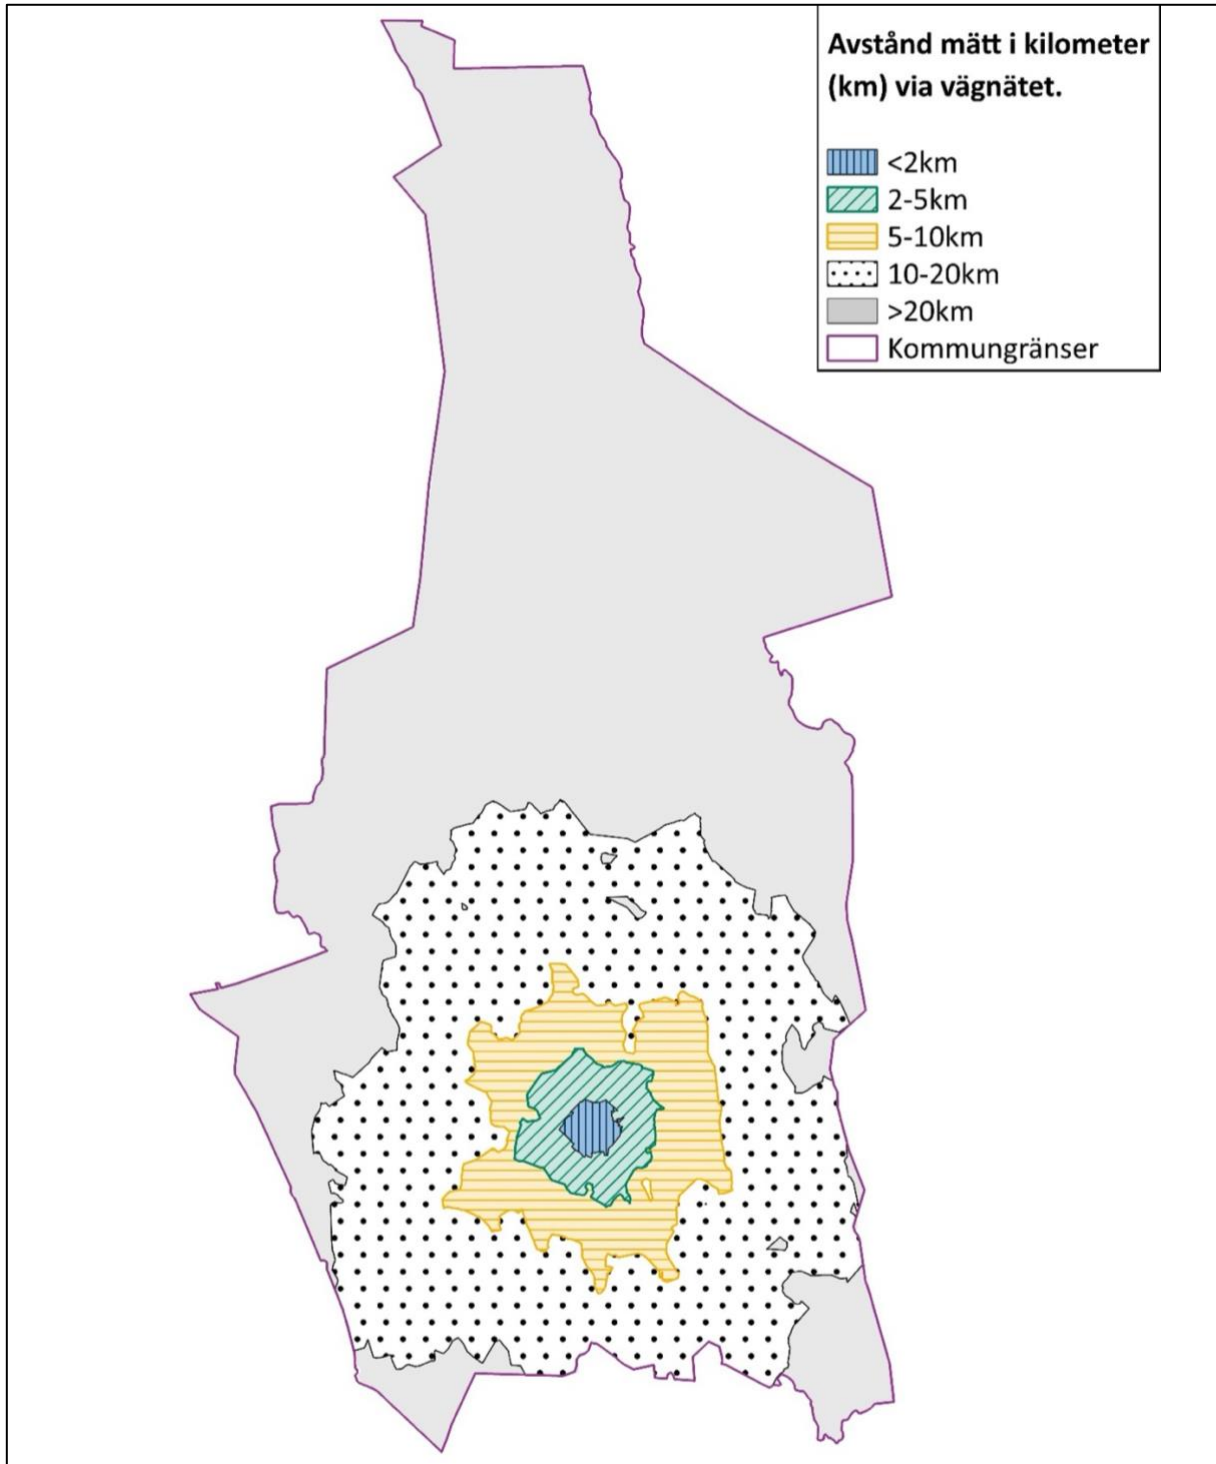 Avstånd mätt i kilometer
(km) via vägnätet.
<2km
2-5km
5-10km
10-20km
>20km
Kommungränser